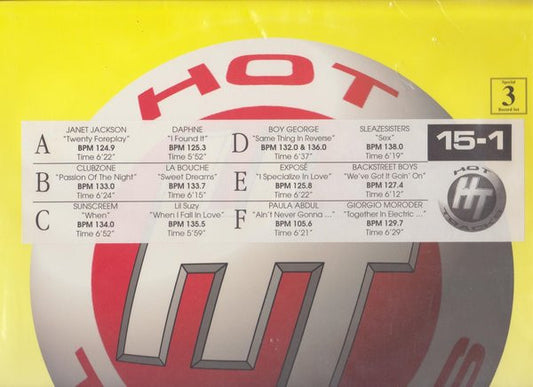 HOT
Special
3
Record Set
A
JANET JACKSON
"Twenty Foreplay"
BPM 124.9
Time 6'22"
DAPHNE
"I Found It"
BPM 125.3
Time 5'52"
D
BOY GEORGE
"Same Thing in Reverse"
BPM 132.0 & 136.0
Time 6'37"
SLEAZESISTERS
"Sex"
BPM 138.0
Time 6'19"
15-1
B
CLUBZONE
"Passion Of The Night"
BPM 133.0
Time 6'24"
LA BOUCHE
"Sweet Dreams"
BPM 133.7
Time 6'15"
E
EXPOSÉ
"I Specialize In Love"
BPM 125.8
Time 6'22"
BACKSTREET BOYS
"We've Got It Goin' On"
BPM 127.4
Time 6'12"
HOT
HT
TRACKS
C
SUNSCREEM
"When"
BPM 134.0
Time 6'52"
Lil Suzy
"When I Fall In Love"
BPM 135.5
Time 5'59"
F
PAULA ABDUL
"Ain't Never Gonna ..."
BPM 105.6
Time 6'21"
GIORGIO MORODER
"Together In Electric ..."
BPM 129.7
Time 6'29"
HT
T
S